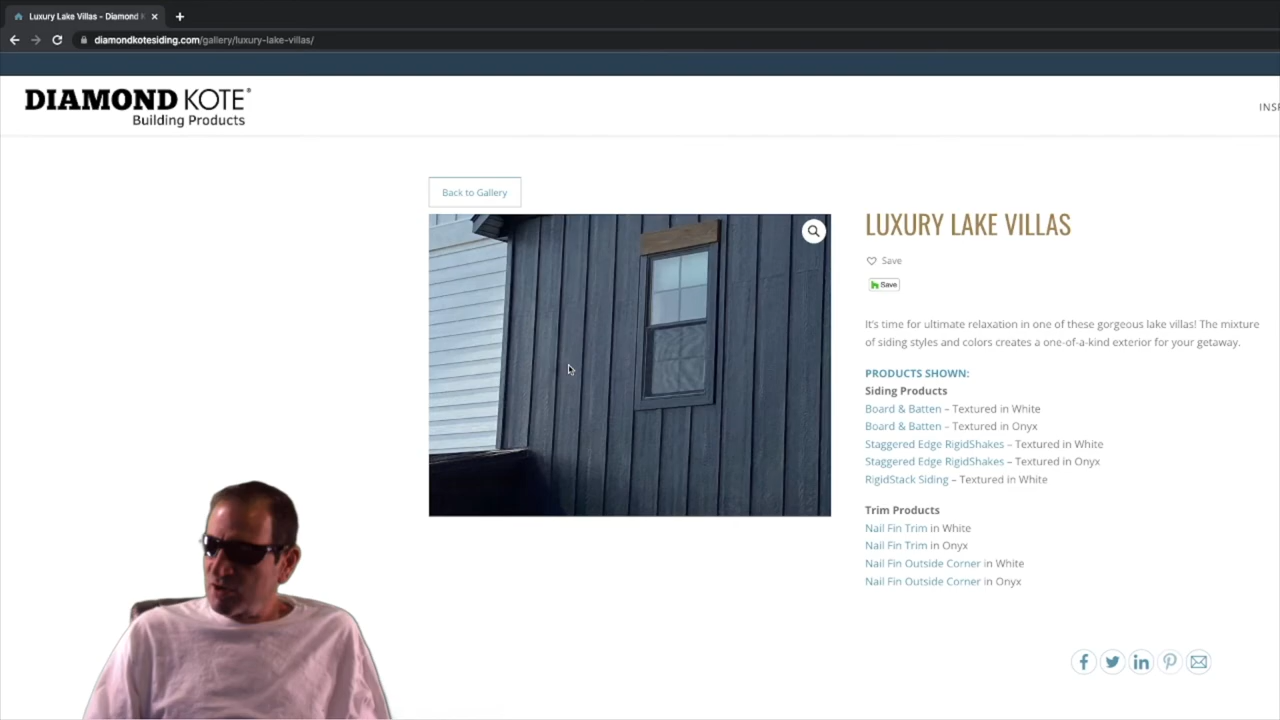 Luxury Lake Villas - Diamond
diamondkotesiding.com/gallery/luxury-lake-villas/
DIAMOND KOTE®
Building Products
Back to Gallery
LUXURY LAKE VILLAS
Save
Save
It's time for ultimate relaxation in one of these gorgeous lake villas! The mixture
of siding styles and colors creates a one-of-a-kind exterior for your getaway.
PRODUCTS SHOWN:
Siding Products
Board & Batten – Textured in White
Board & Batten – Textured in Onyx
Staggered Edge RigidShakes – Textured in White
Staggered Edge RigidShakes – Textured in Onyx
RigidStack Siding – Textured in White
Trim Products
Nail Fin Trim in White
Nail Fin Trim in Onyx
Nail Fin Outside Corner in White
Nail Fin Outside Corner in Onyx